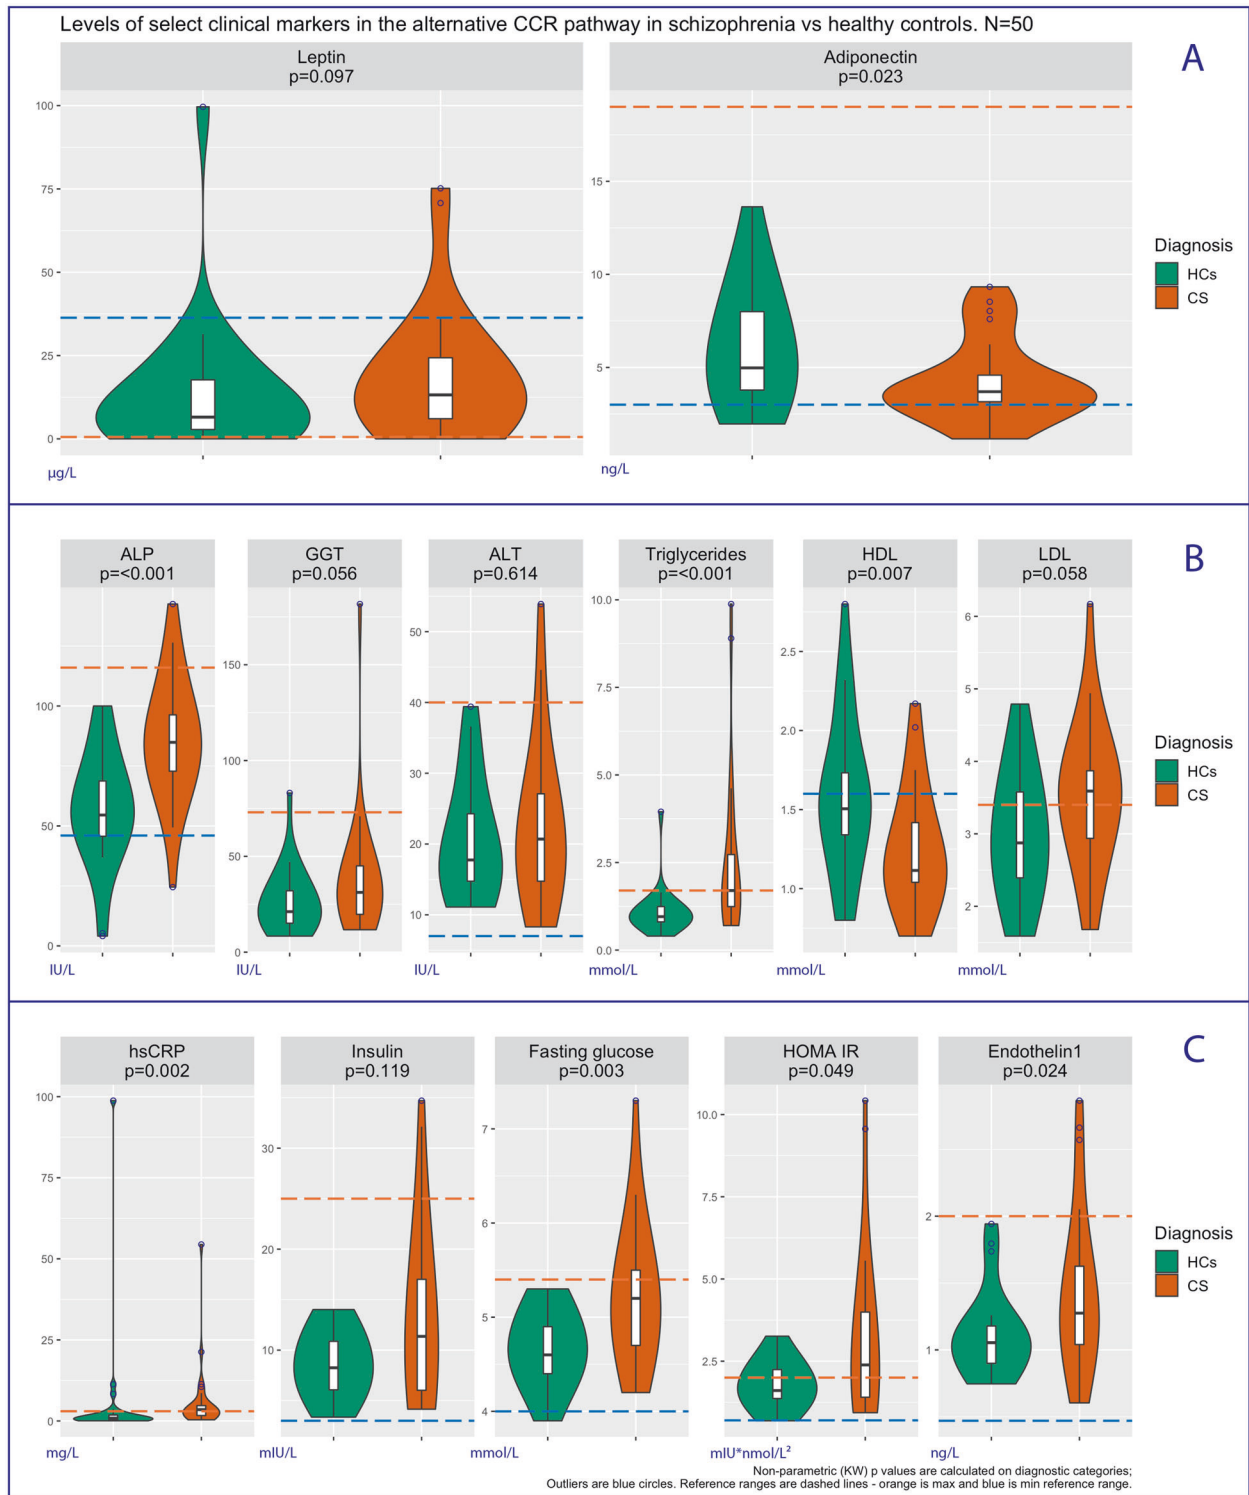 Levels of select clinical markers in the alternative CCR pathway in schizophrenia vs healthy controls. N=50
A
Leptin
p=0.097
Adiponectin
p=0.023
100
75
50
25
0
µg/L
15
10
5
ng/L
Diagnosis
HCs
CS
B
ALP
p=<0.001
GGT
p=0.056
ALT
p=0.614
Triglycerides
p=<0.001
HDL
p=0.007
LDL
p=0.058
100
50
0
IU/L
150
100
50
0
IU/L
50
40
30
20
10
IU/L
10.0
7.5
5.0
2.5
0.0
mmol/L
2.5
2.0
1.5
1.0
mmol/L
6
5
4
3
2
mmol/L
Diagnosis
HCs
CS
C
hsCRP
p=0.002
Insulin
p=0.119
Fasting glucose
p=0.003
HOMA IR
p=0.049
Endothelin1
p=0.024
100
75
50
25
0
mg/L
30
20
10
mIU/L
7
6
5
4
mmol/L
10.0
7.5
5.0
2.5
mIU*nmol/L²
2
1
ng/L
Diagnosis
HCs
CS
Non-parametric (KW) p values are calculated on diagnostic categories;
Outliers are blue circles. Reference ranges are dashed lines - orange is max and blue is min reference range.